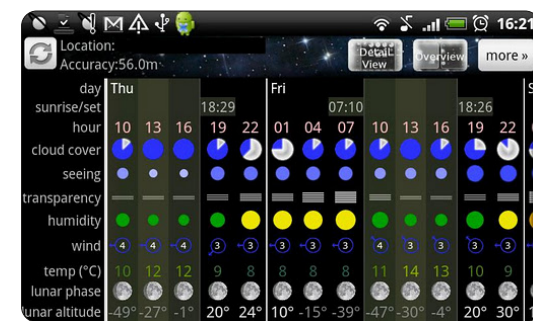 16:21
Location:
Accuracy:56.0m
Detail View
Overview
more »
day Thu Fri S
sunrise/set 18:29 07:10 18:26
hour 10 13 16 19 22 01 04 07 10 13 16 19 22
cloud cover
seeing
transparency
humidity
wind 4 4 4 3 3 3 3 3 4 3 3 3 3
temp (°C) 10 12 12 9 8 8 8 8 11 14 13 10 9
lunar phase
lunar altitude -49° -27° -1° 20° 24° 10° -15° -39° -47° -30° -4° 20° 30°